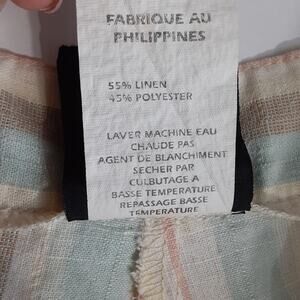 FABRIQUE AU
PHILIPPINES
55% LINEN
45% POLYESTER
LAVER MACHINE EAU
CHAUDE PAS
AGENT DE BLANCHIMENT
SECHER PAR
CULBUTAGE A
BASSE TEMPERATURE
REPASSAGE BASSE
TEMPERATURE